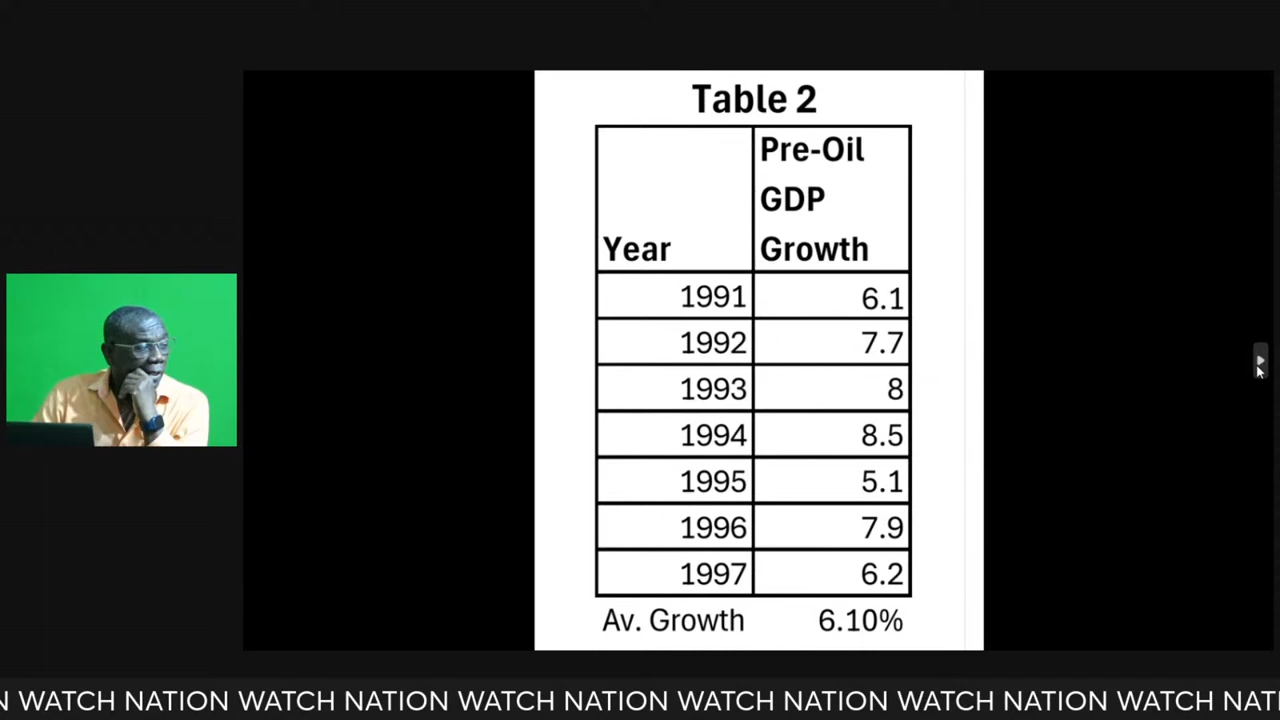 Table 2
Pre-Oil
GDP
Year Growth
1991 6.1
1992 7.7
1993 8
1994 8.5
1995 5.1
1996 7.9
1997 6.2
Av. Growth 6.10%
N WATCH NATION WATCH NATION WATCH NATION WATCH NATION WATCH NATION WATCH NATI